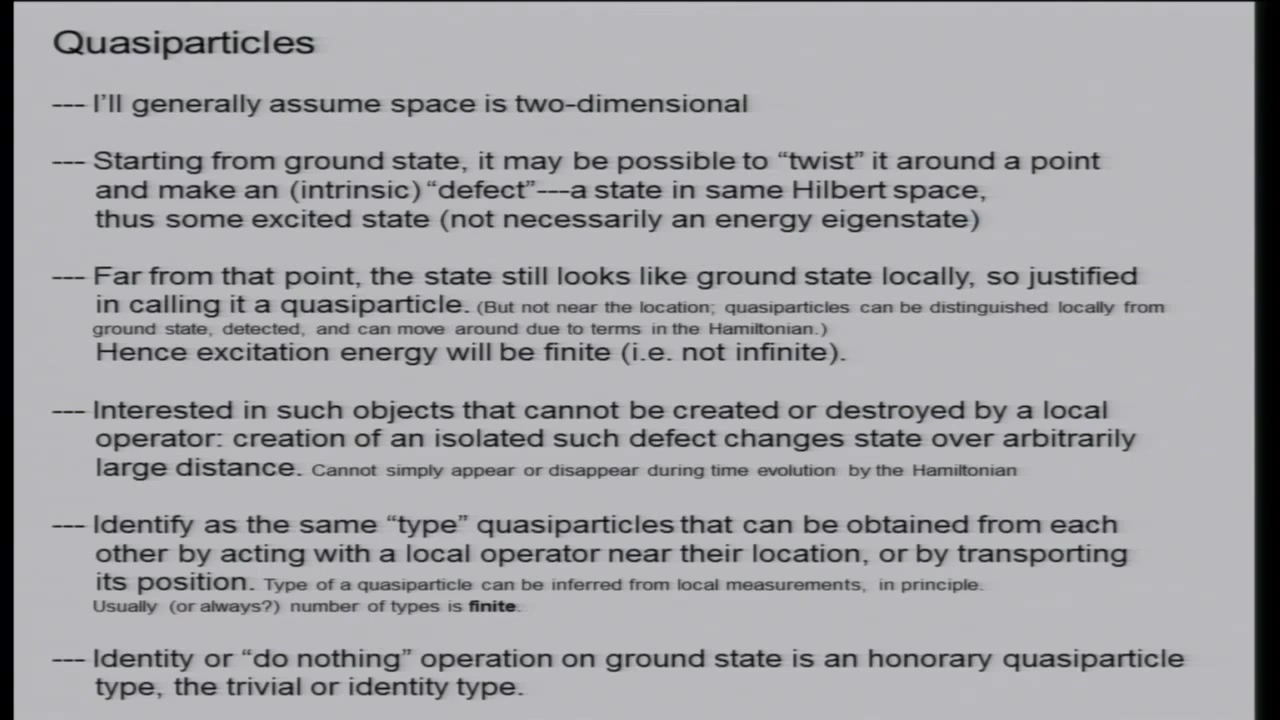 Quasiparticles
--- I'll generally assume space is two-dimensional
--- Starting from ground state, it may be possible to “twist” it around a point
and make an (intrinsic) “defect”---a state in same Hilbert space,
thus some excited state (not necessarily an energy eigenstate)
--- Far from that point, the state still looks like ground state locally, so justified
in calling it a quasiparticle. (But not near the location; quasiparticles can be distinguished locally from
ground state, detected, and can move around due to terms in the Hamiltonian.)
Hence excitation energy will be finite (i.e. not infinite).
--- Interested in such objects that cannot be created or destroyed by a local
operator: creation of an isolated such defect changes state over arbitrarily
large distance. Cannot simply appear or disappear during time evolution by the Hamiltonian
--- Identify as the same “type” quasiparticles that can be obtained from each
other by acting with a local operator near their location, or by transporting
its position. Type of a quasiparticle can be inferred from local measurements, in principle.
Usually (or always?) number of types is finite.
--- Identity or “do nothing” operation on ground state is an honorary quasiparticle
type, the trivial or identity type.